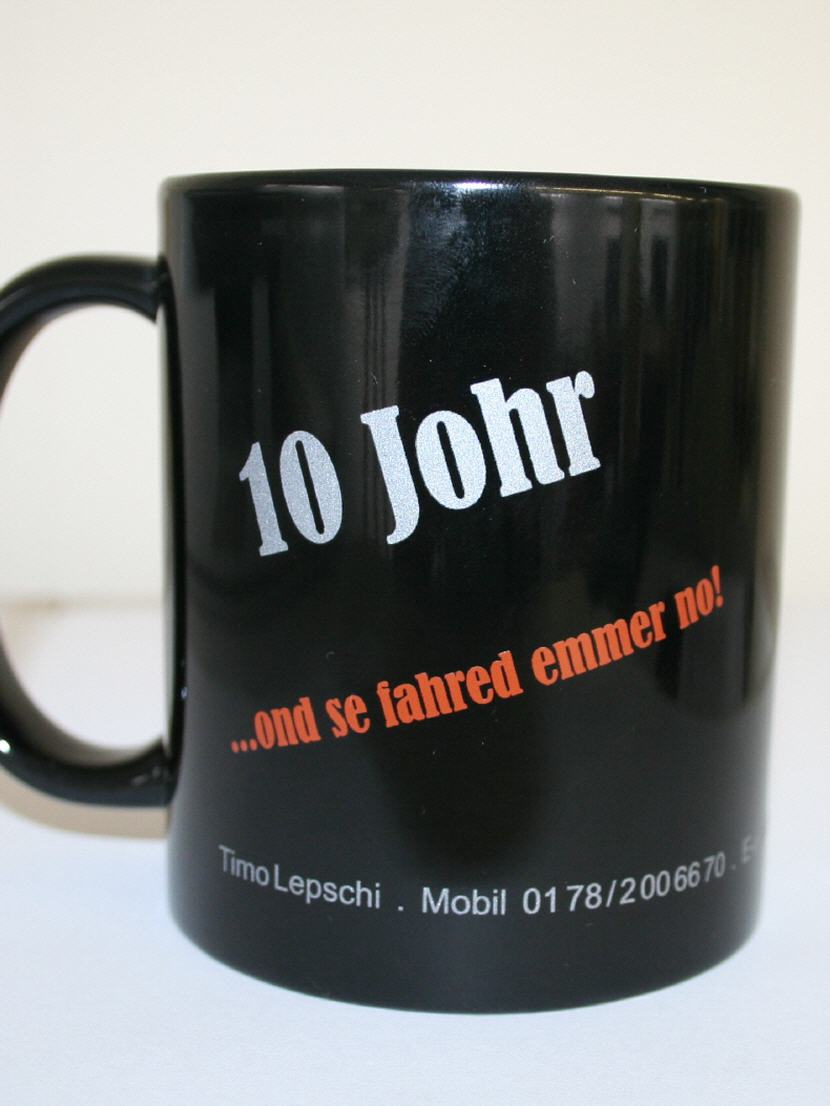 10 Johr
...ond se fahred emmer no!
Timo Lepschi . Mobil 0178/2006670 . E-